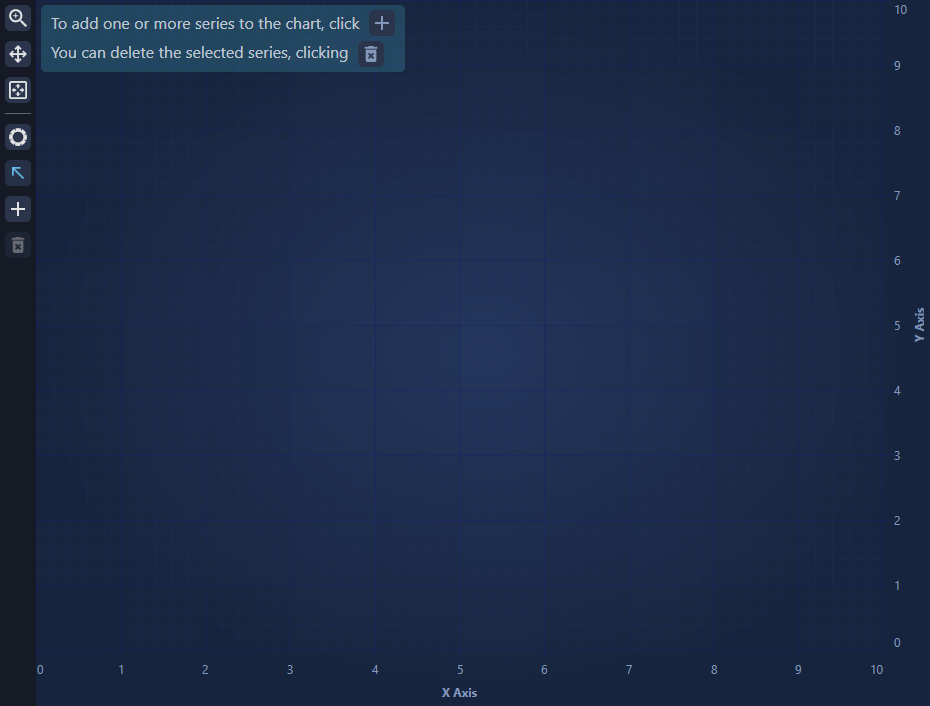 To add one or more series to the chart, click
You can delete the selected series, clicking
10
9
8
7
6
5
4
3
2
1
0
Y Axis
0 1 2 3 4 5 6 7 8 9 10
X Axis